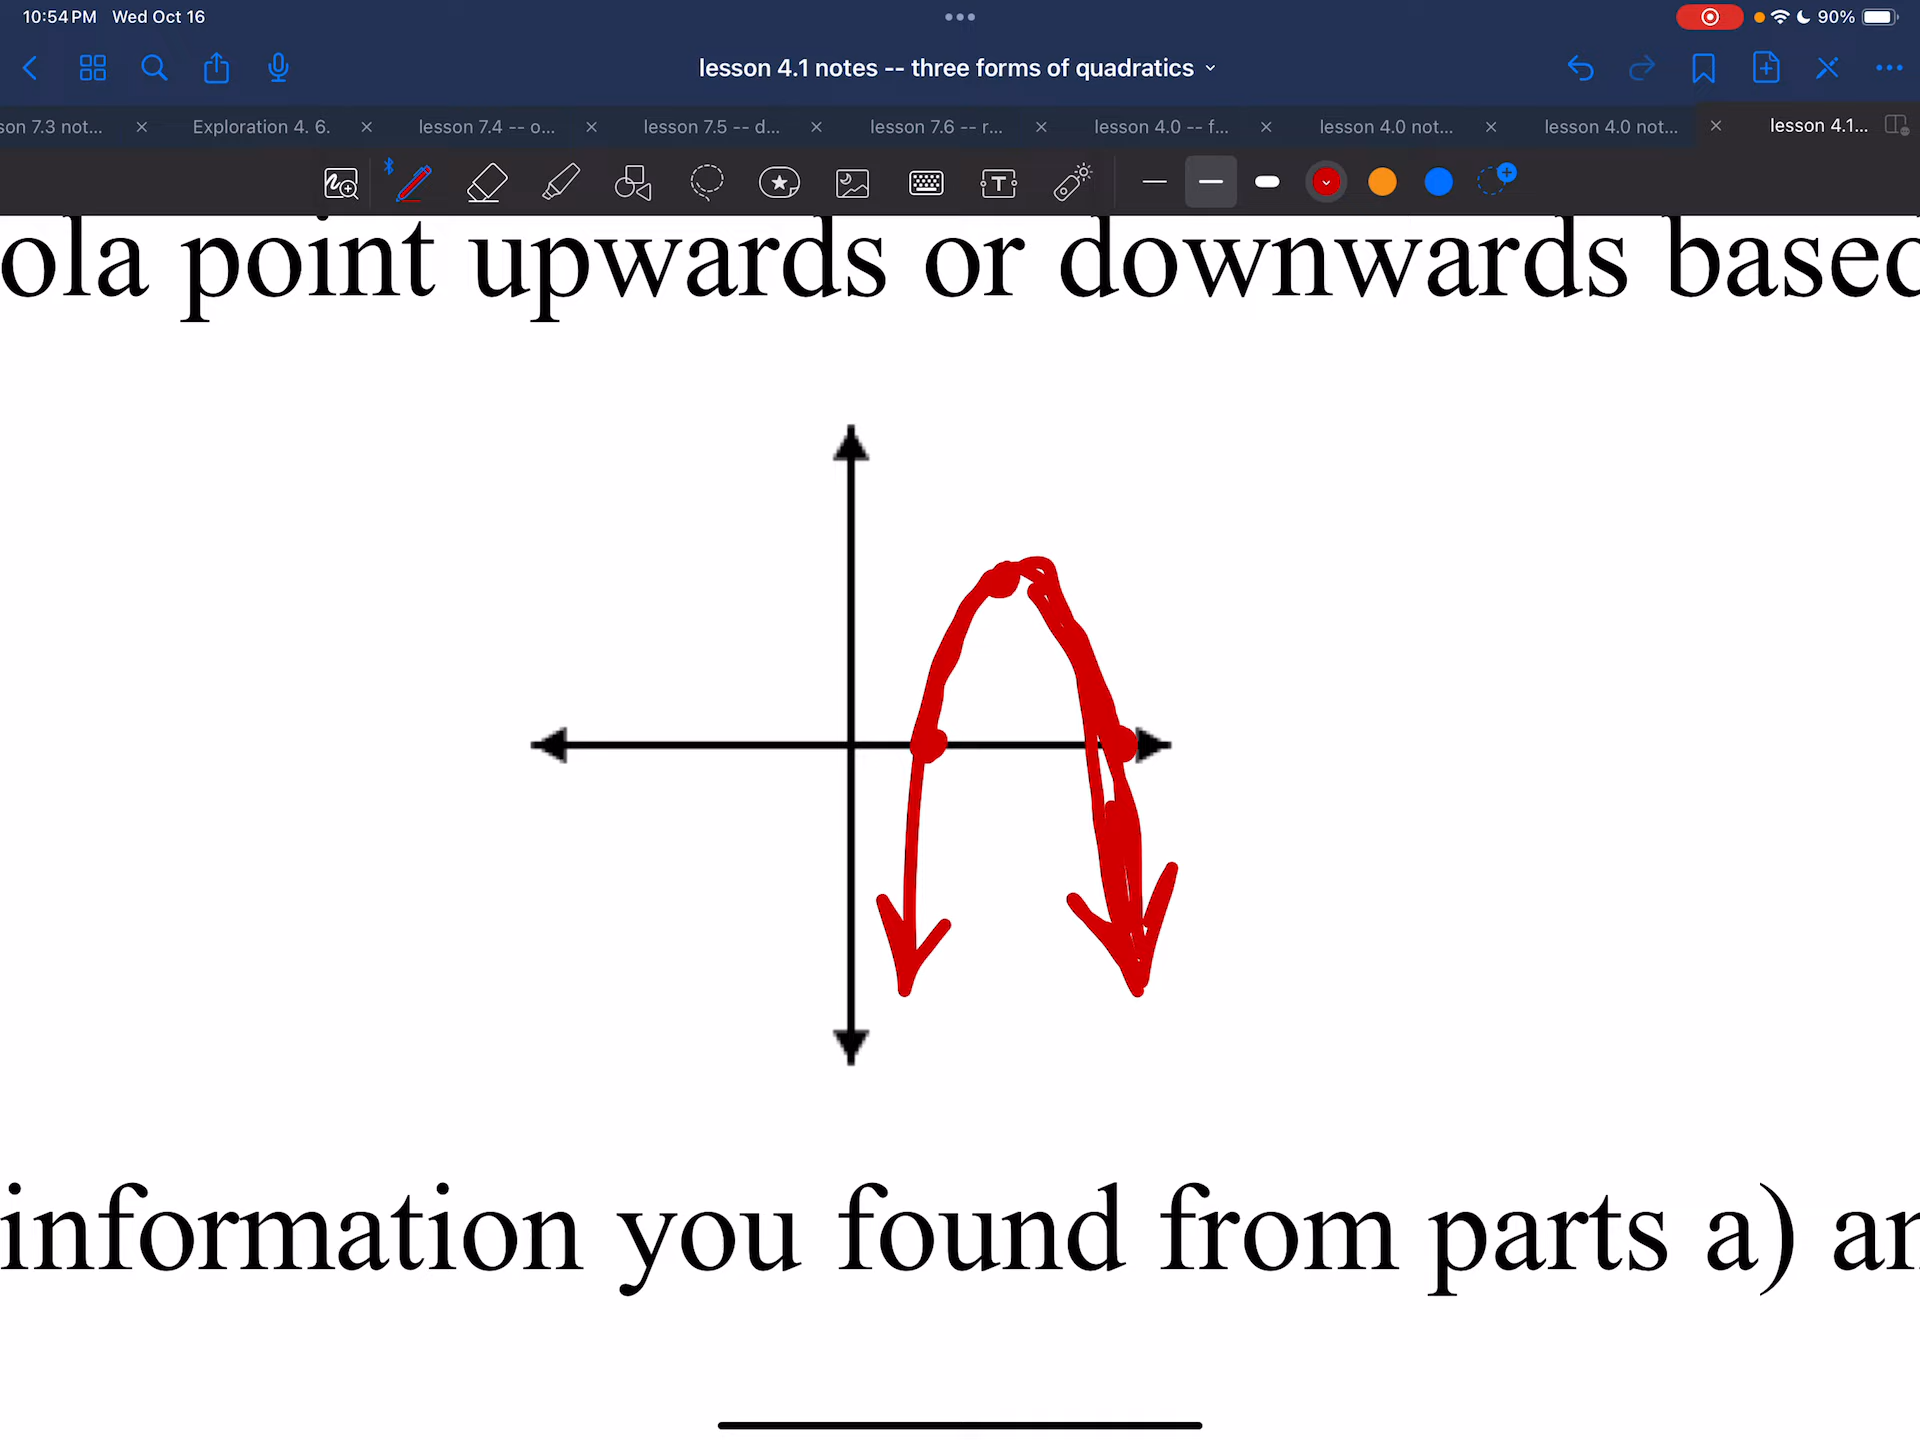 10:54 PM Wed Oct 16
90%
lesson 4.1 notes -- three forms of quadratics
son 7.3 not... Exploration 4. 6. lesson 7.4 -- o... lesson 7.5 -- d... lesson 7.6 -- r... lesson 4.0 -- f... lesson 4.0 not... lesson 4.0 not... lesson 4.1...
T
ola point upwards or downwards based
information you found from parts a) an